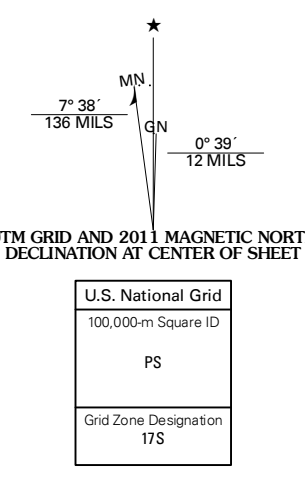 MN
7° 38´
136 MILS
GN
0° 39´
12 MILS
UTM GRID AND 2011 MAGNETIC NORT
DECLINATION AT CENTER OF SHEET
U.S. National Grid
100,000-m Square ID
PS
Grid Zone Designation
17S